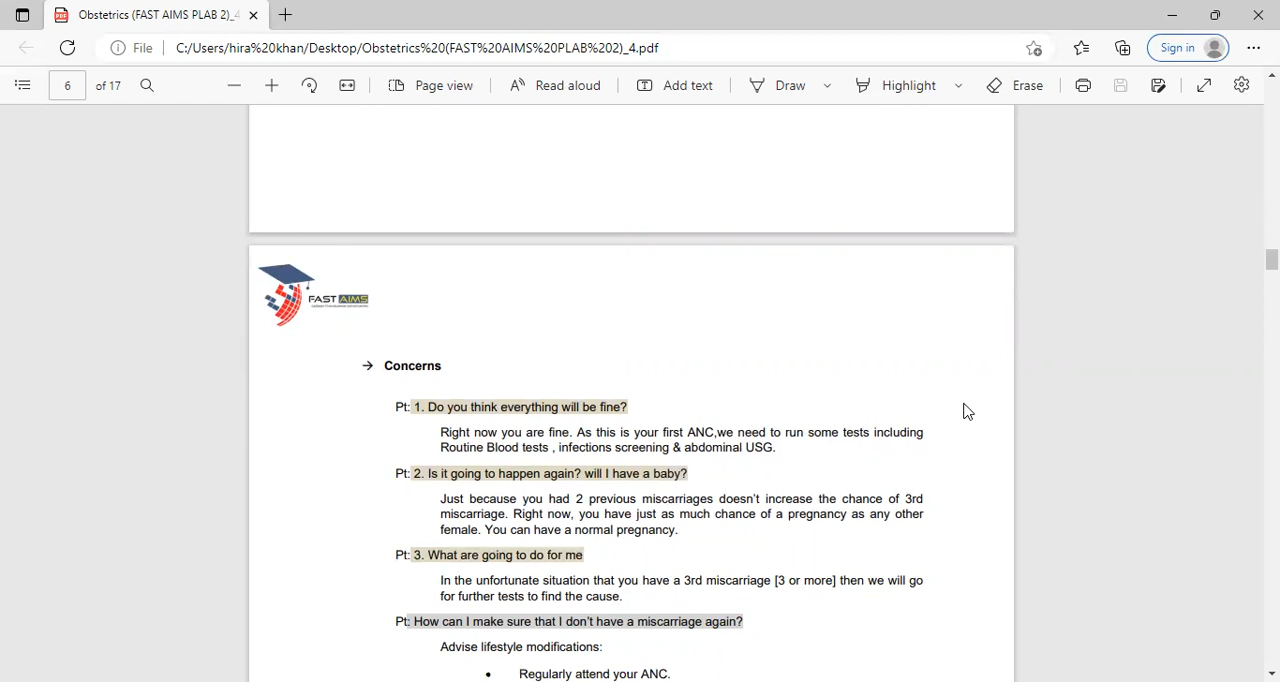 Obstetrics (FAST AIMS PLAB 2)_4
File C:/Users/hira%20khan/Desktop/Obstetrics%20(FAST%20AIMS%20PLAB%202)_4.pdf Sign in
6 of 17 Page view Read aloud Add text Draw Highlight Erase
FAST AIMS
→ Concerns
Pt: 1. Do you think everything will be fine?
Right now you are fine. As this is your first ANC,we need to run some tests including
Routine Blood tests , infections screening & abdominal USG.
Pt: 2. Is it going to happen again? will I have a baby?
Just because you had 2 previous miscarriages doesn't increase the chance of 3rd
miscarriage. Right now, you have just as much chance of a pregnancy as any other
female. You can have a normal pregnancy.
Pt: 3. What are going to do for me
In the unfortunate situation that you have a 3rd miscarriage [3 or more] then we will go
for further tests to find the cause.
Pt: How can I make sure that I don't have a miscarriage again?
Advise lifestyle modifications:
• Regularly attend your ANC.